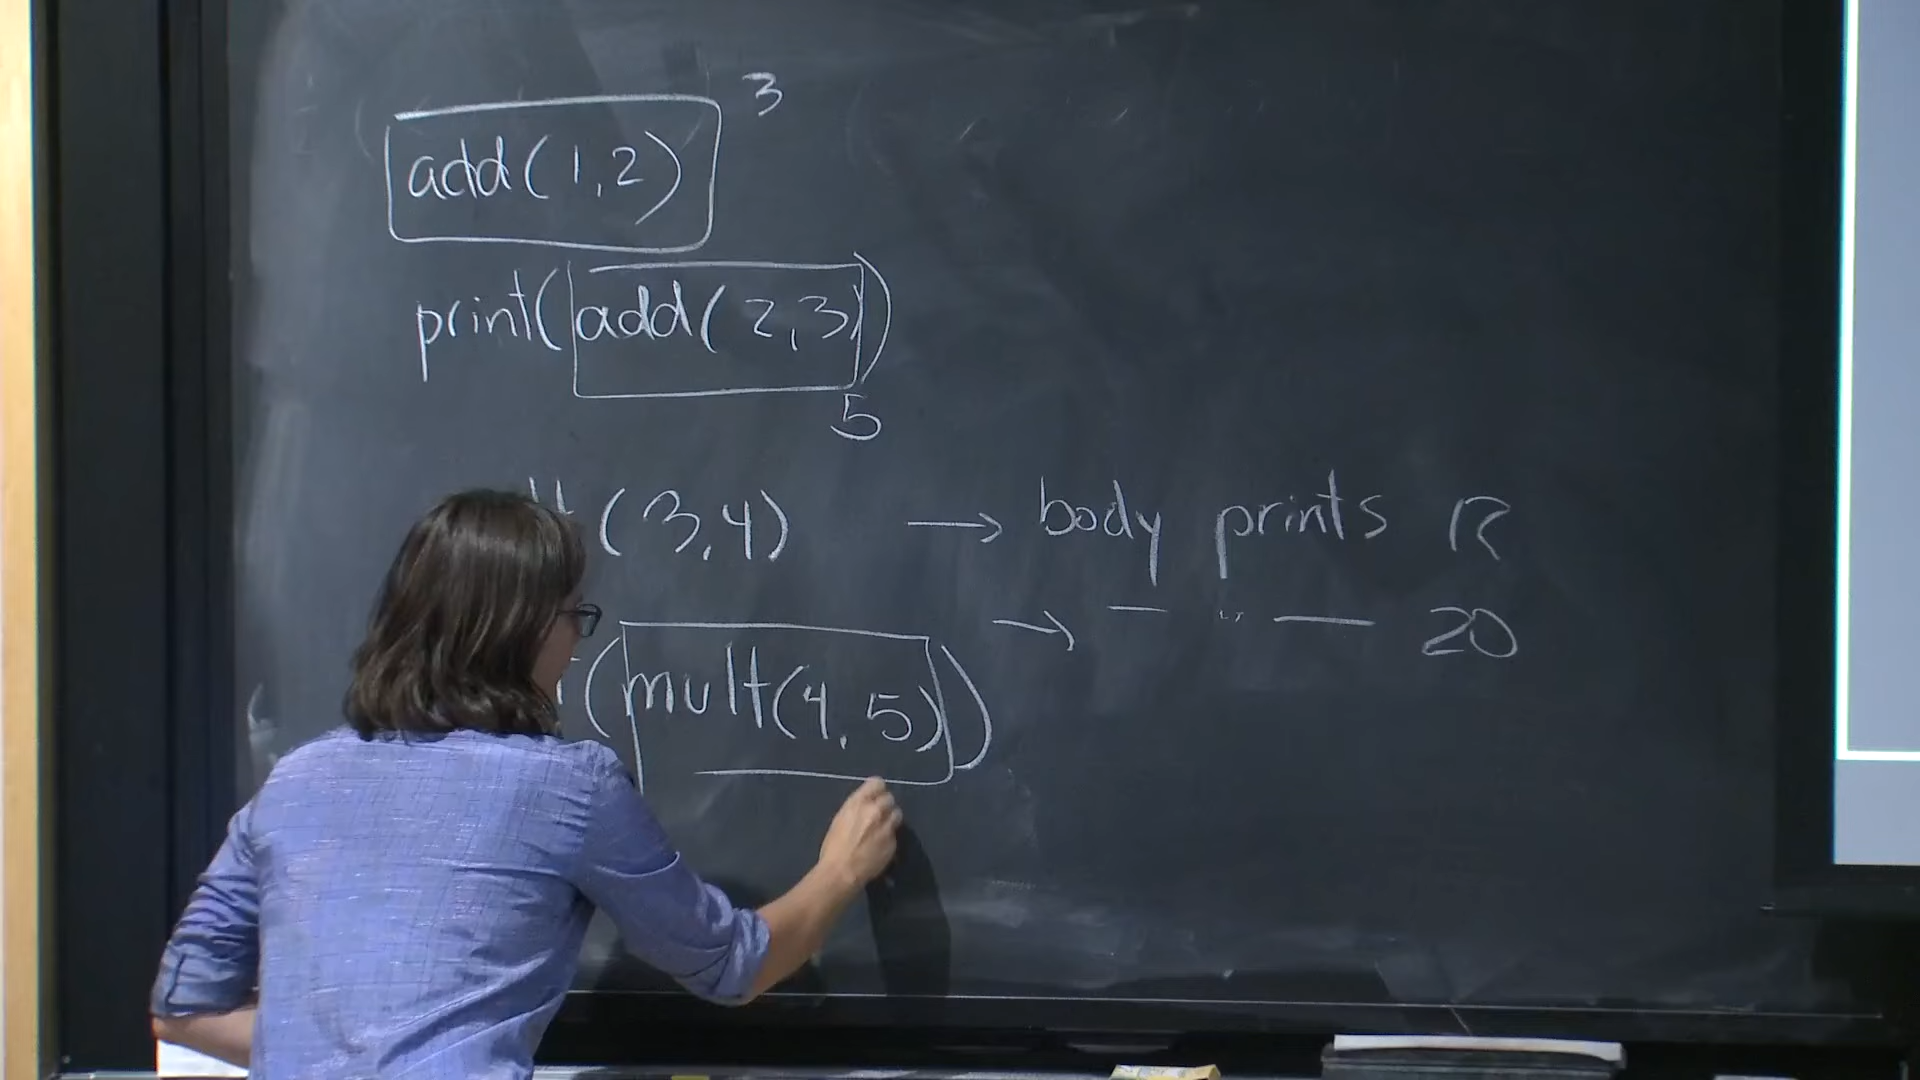 3
add(1,2)
print(add(2,3))
5
(3,4) → body prints 12
→ — " — 20
(mult(4,5))